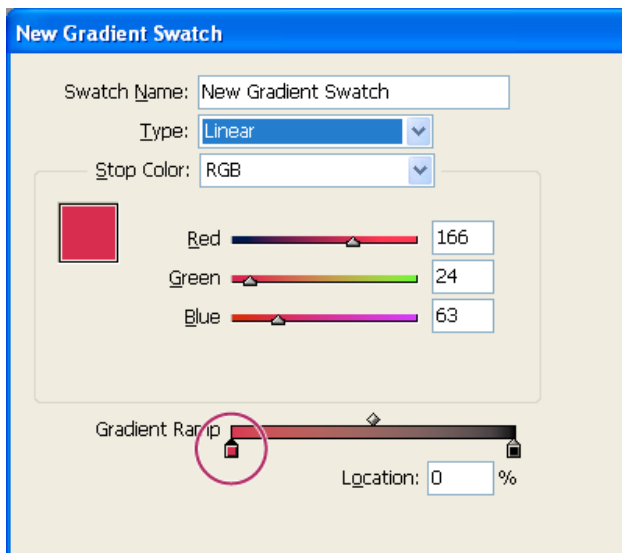 New Gradient Swatch
Swatch Name: New Gradient Swatch
Type: Linear
Stop Color: RGB
Red 166
Green 24
Blue 63
Gradient Ramp
Location: 0 %